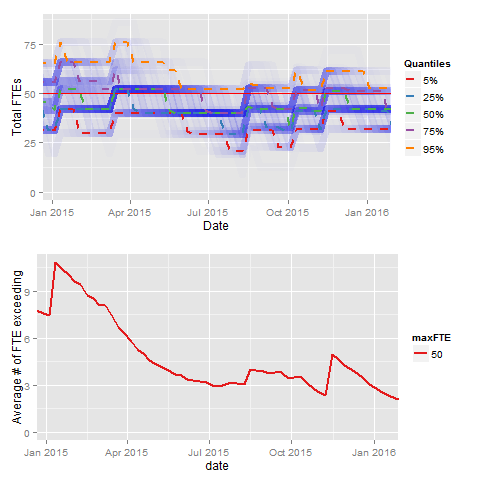 75
50
25
0
Total FTEs
Jan 2015 Apr 2015 Jul 2015 Oct 2015 Jan 2016
Date
Quantiles
5%
25%
50%
75%
95%
9
6
3
0
Average # of FTE exceeding
Jan 2015 Apr 2015 Jul 2015 Oct 2015 Jan 2016
date
maxFTE
50